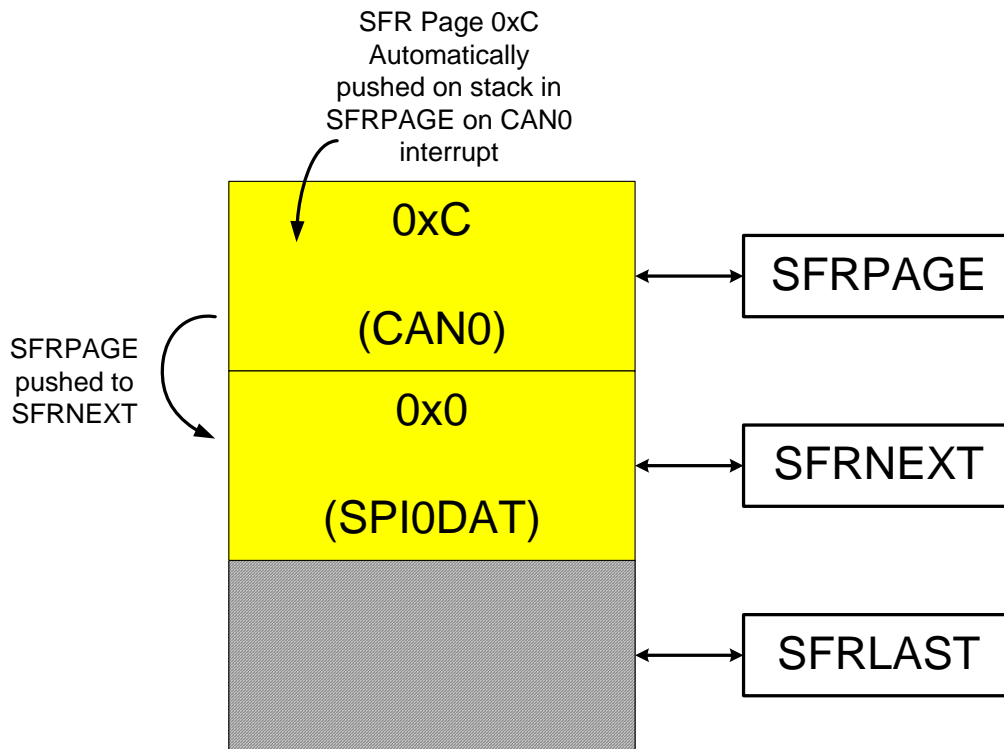 SFR Page 0xC
Automatically
pushed on stack in
SFRPAGE on CAN0
interrupt
0xC
(CAN0)
SFRPAGE
SFRPAGE
pushed to
SFRNEXT
0x0
(SPI0DAT)
SFRNEXT
SFRLAST